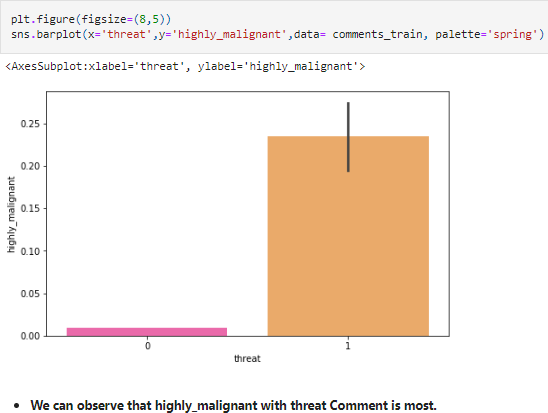 plt.figure(figsize=(8,5))
sns.barplot(x='threat',y='highly_malignant',data= comments_train, palette='spring')
<AxesSubplot:xlabel='threat', ylabel='highly_malignant'>
0.25
0.20
0.15
0.10
0.05
0.00
highly_malignant
0 1
threat
• We can observe that highly_malignant with threat Comment is most.